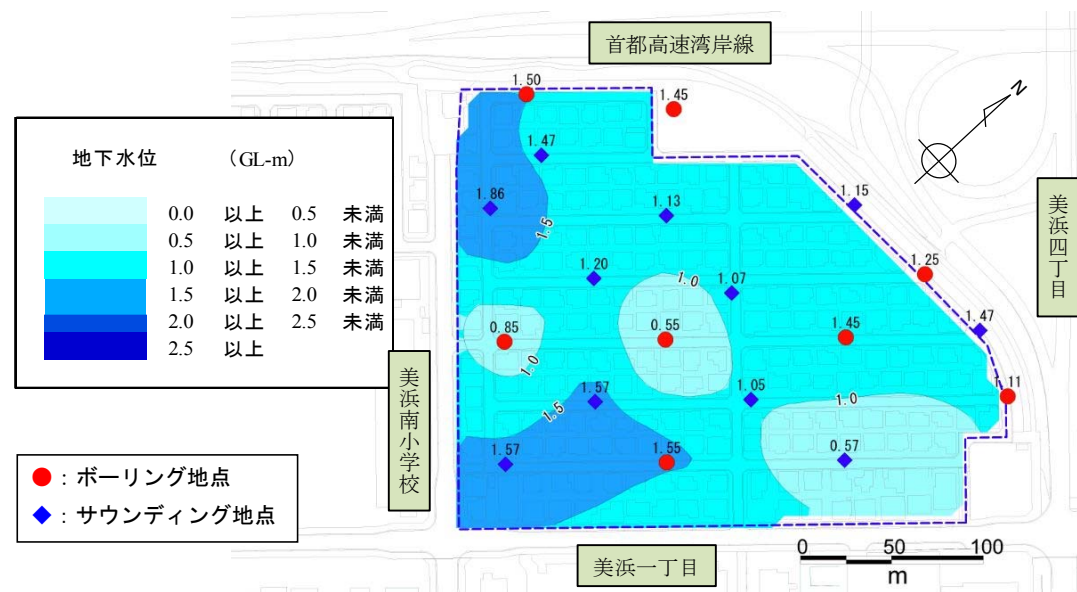 首都高速湾岸線
1.50
1.45
N
地下水位 （GL-m）
0.0 以上 0.5 未満
0.5 以上 1.0 未満
1.0 以上 1.5 未満
1.5 以上 2.0 未満
2.0 以上 2.5 未満
2.5 以上
1.47
1.86
1.13
1.15
美浜四丁目
1.5
1.20
1.0
1.07
1.25
0.85
0.55
1.45
1.47
1.0
美浜南小学校
1.57
1.5
1.05
1.0
1.11
1.57
1.55
0.57
●：ボーリング地点
◆：サウンディング地点
美浜一丁目
0 50 100
m